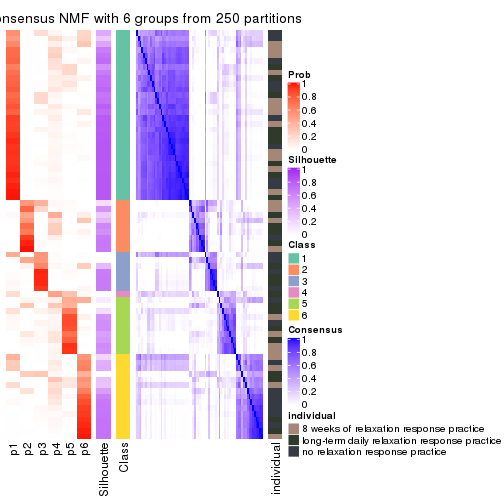 onsensus NMF with 6 groups from 250 partitions
Prob
1
0.8
0.6
0.4
0.2
0
Silhouette
1
0.8
0.6
0.4
0.2
0
Class
1
2
3
4
5
6
Consensus
1
0.8
0.6
0.4
0.2
0
individual
8 weeks of relaxation response practice
long-term daily relaxation response practice
no relaxation response practice
p1
p2
p3
p4
p5
p6
Silhouette
Class
individual